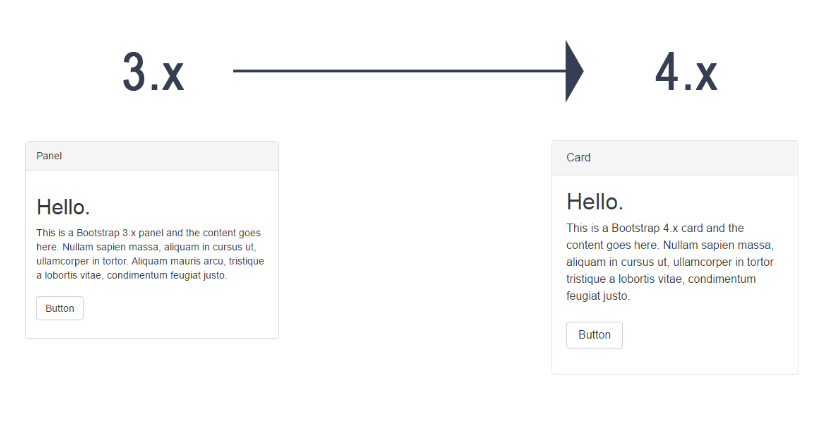 3.x
4.x
Panel
Hello.
This is a Bootstrap 3.x panel and the content goes
here. Nullam sapien massa, aliquam in cursus ut,
ullamcorper in tortor. Aliquam mauris arcu, tristique
a lobortis vitae, condimentum feugiat justo.
Button
Card
Hello.
This is a Bootstrap 4.x card and the
content goes here. Nullam sapien massa,
aliquam in cursus ut, ullamcorper in tortor
tristique a lobortis vitae, condimentum
feugiat justo.
Button